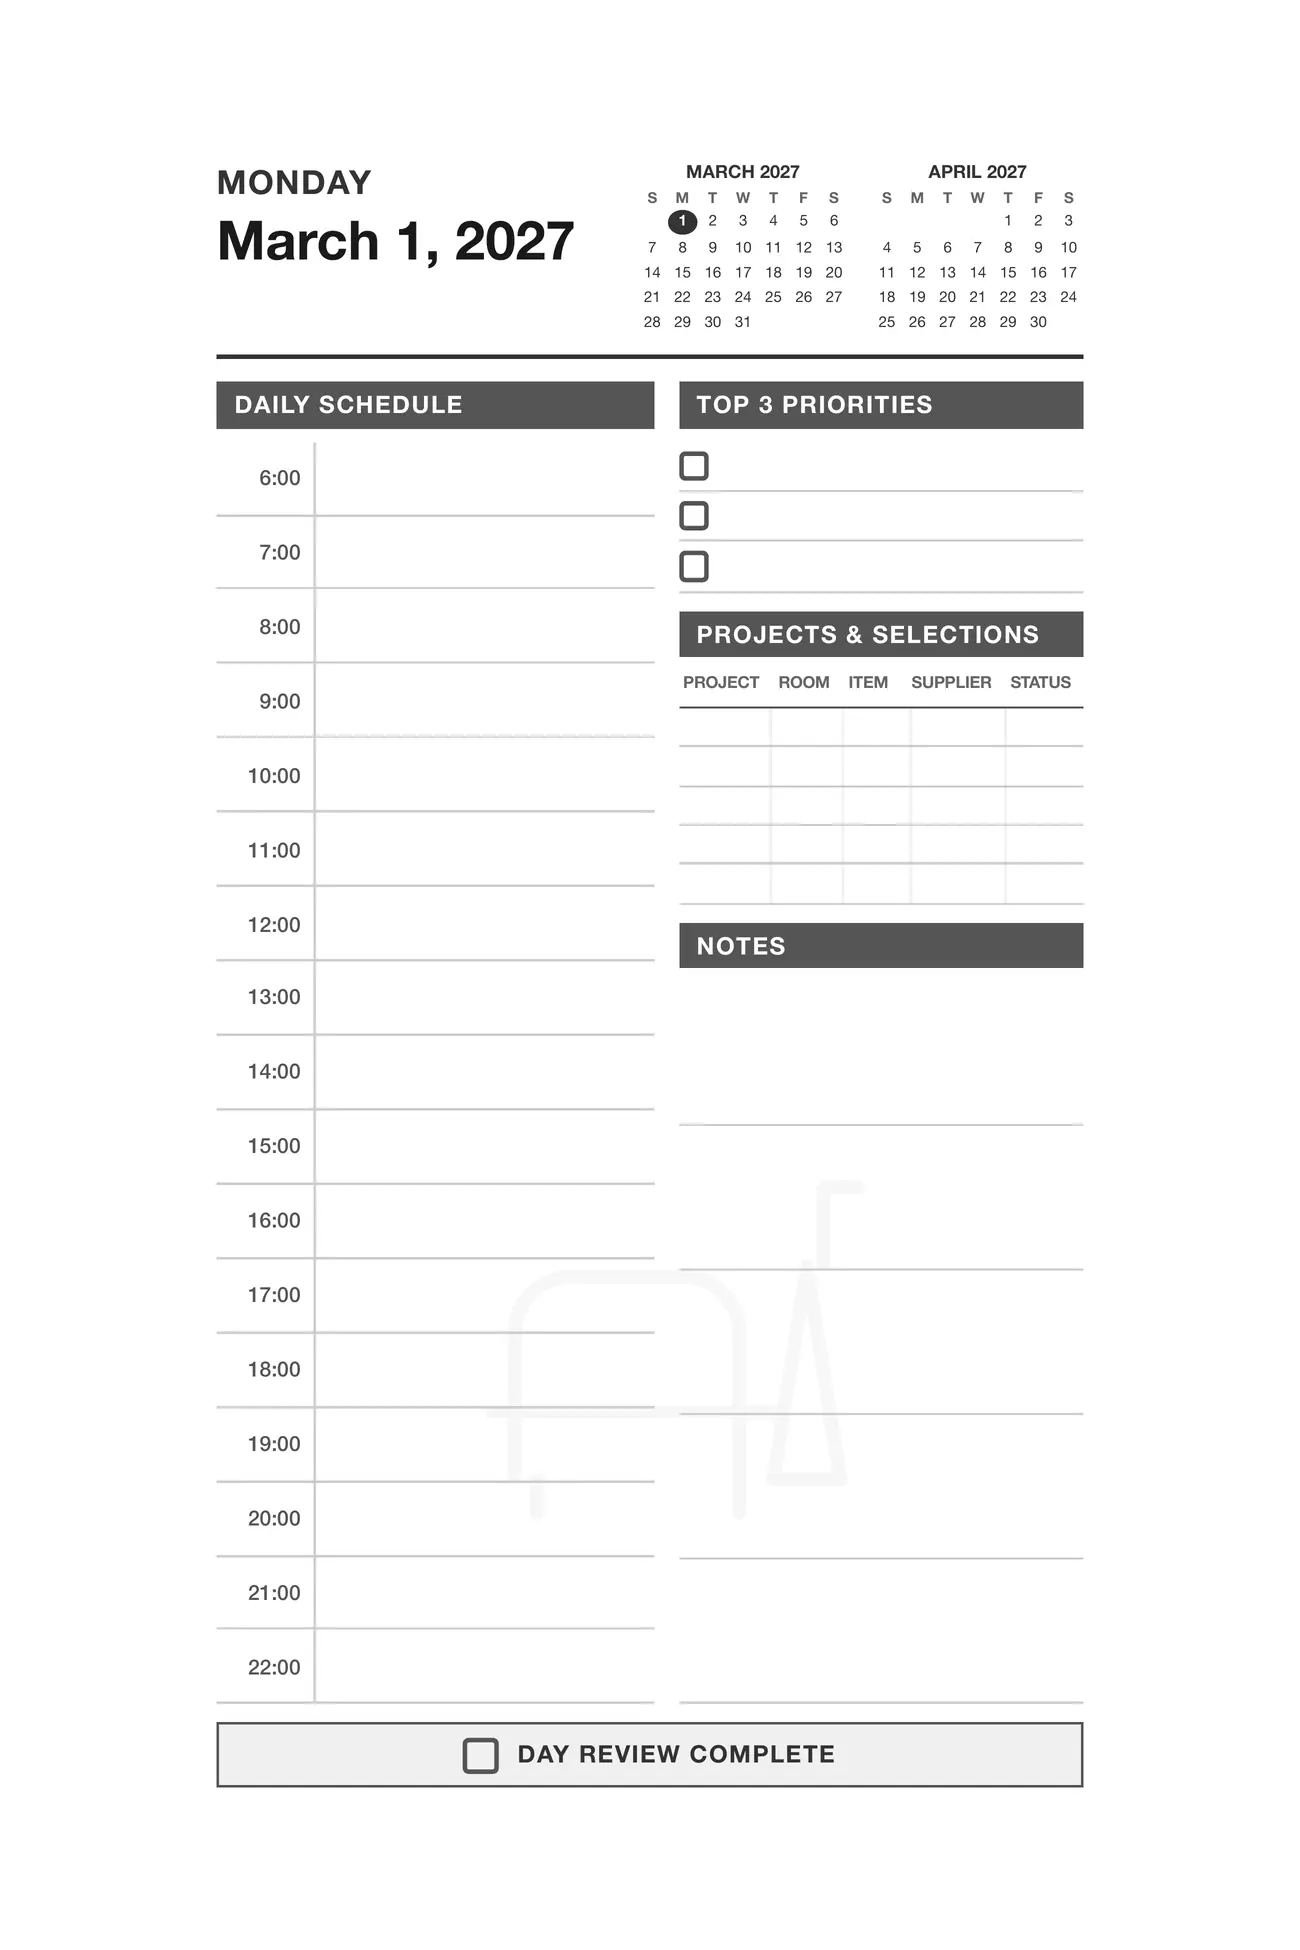 MONDAY
March 1, 2027
MARCH 2027
S M T W T F S
1 2 3 4 5 6
7 8 9 10 11 12 13
14 15 16 17 18 19 20
21 22 23 24 25 26 27
28 29 30 31
APRIL 2027
S M T W T F S
1 2 3
4 5 6 7 8 9 10
11 12 13 14 15 16 17
18 19 20 21 22 23 24
25 26 27 28 29 30
DAILY SCHEDULE
6:00
7:00
8:00
9:00
10:00
11:00
12:00
13:00
14:00
15:00
16:00
17:00
18:00
19:00
20:00
21:00
22:00
TOP 3 PRIORITIES
PROJECTS & SELECTIONS
PROJECT ROOM ITEM SUPPLIER STATUS
NOTES
DAY REVIEW COMPLETE